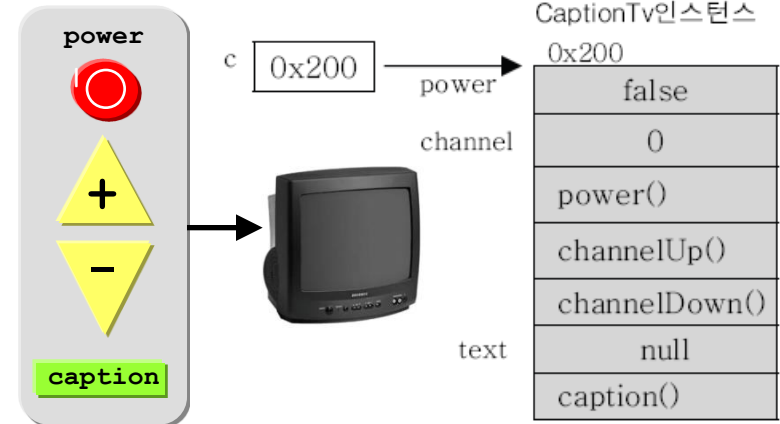 power
+
-
caption
c
0x200
CaptionTv인스턴스
0x200
power
false
channel
0
power()
channelUp()
channelDown()
text
null
caption()